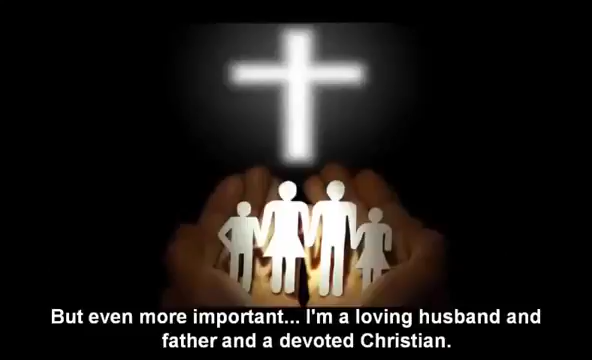 But even more important... I'm a loving husband and
father and a devoted Christian.